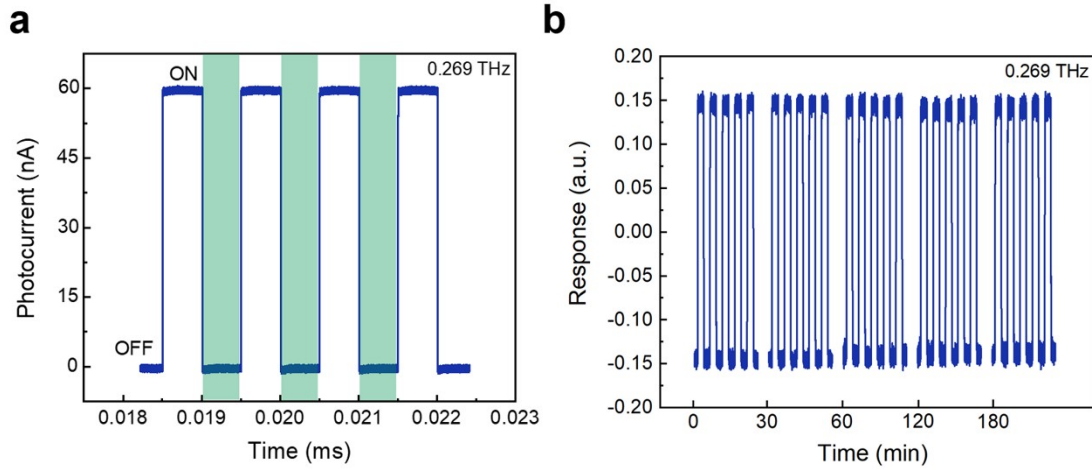 a
0.269 THz
ON
OFF
Photocurrent (nA)
60
45
30
15
0
0.018 0.019 0.020 0.021 0.022 0.023
Time (ms)
b
0.269 THz
Response (a.u.)
0.20
0.15
0.10
0.05
0.00
-0.05
-0.10
-0.15
-0.20
0 30 60 120 180
Time (min)